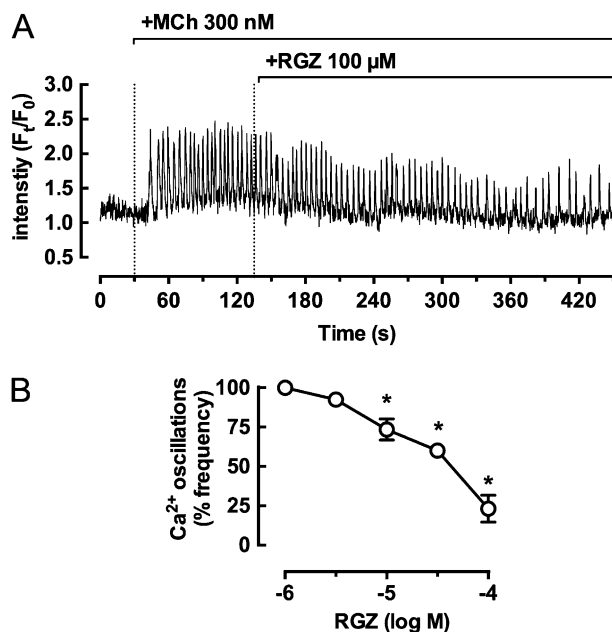 A
+MCh 300 nM
+RGZ 100 µM
intenstiy (Ft/F0)
3.0
2.5
2.0
1.5
1.0
0.5
0 60 120 180 240 300 360 420
Time (s)
B
Ca2+ oscillations
(% frequency)
100
75
50
25
0
* * *
-6 -5 -4
RGZ (log M)